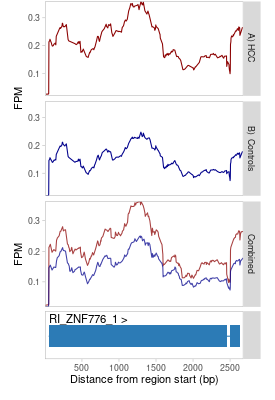 0.3
0.2
0.1
FPM
A) HCC
0.3
0.2
0.1
B) Controls
0.3
0.2
0.1
FPM
Combined
RI_ZNF776_1 >
500 1000 1500 2000 2500
Distance from region start (bp)